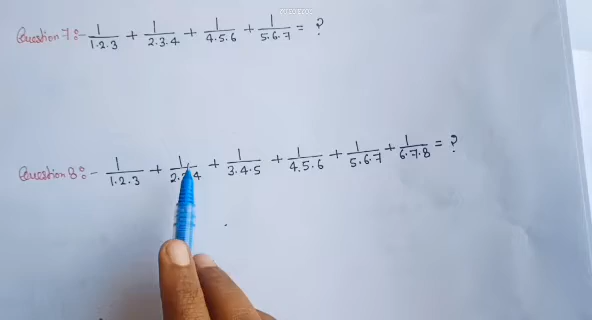 Question 7:- 1/1.2.3 + 1/2.3.4 + 1/4.5.6 + 1/5.6.7 = ?
Question 8:- 1/1.2.3 + 1/2. 4 + 1/3.4.5 + 1/4.5.6 + 1/5.6.7 + 1/6.7.8 = ?